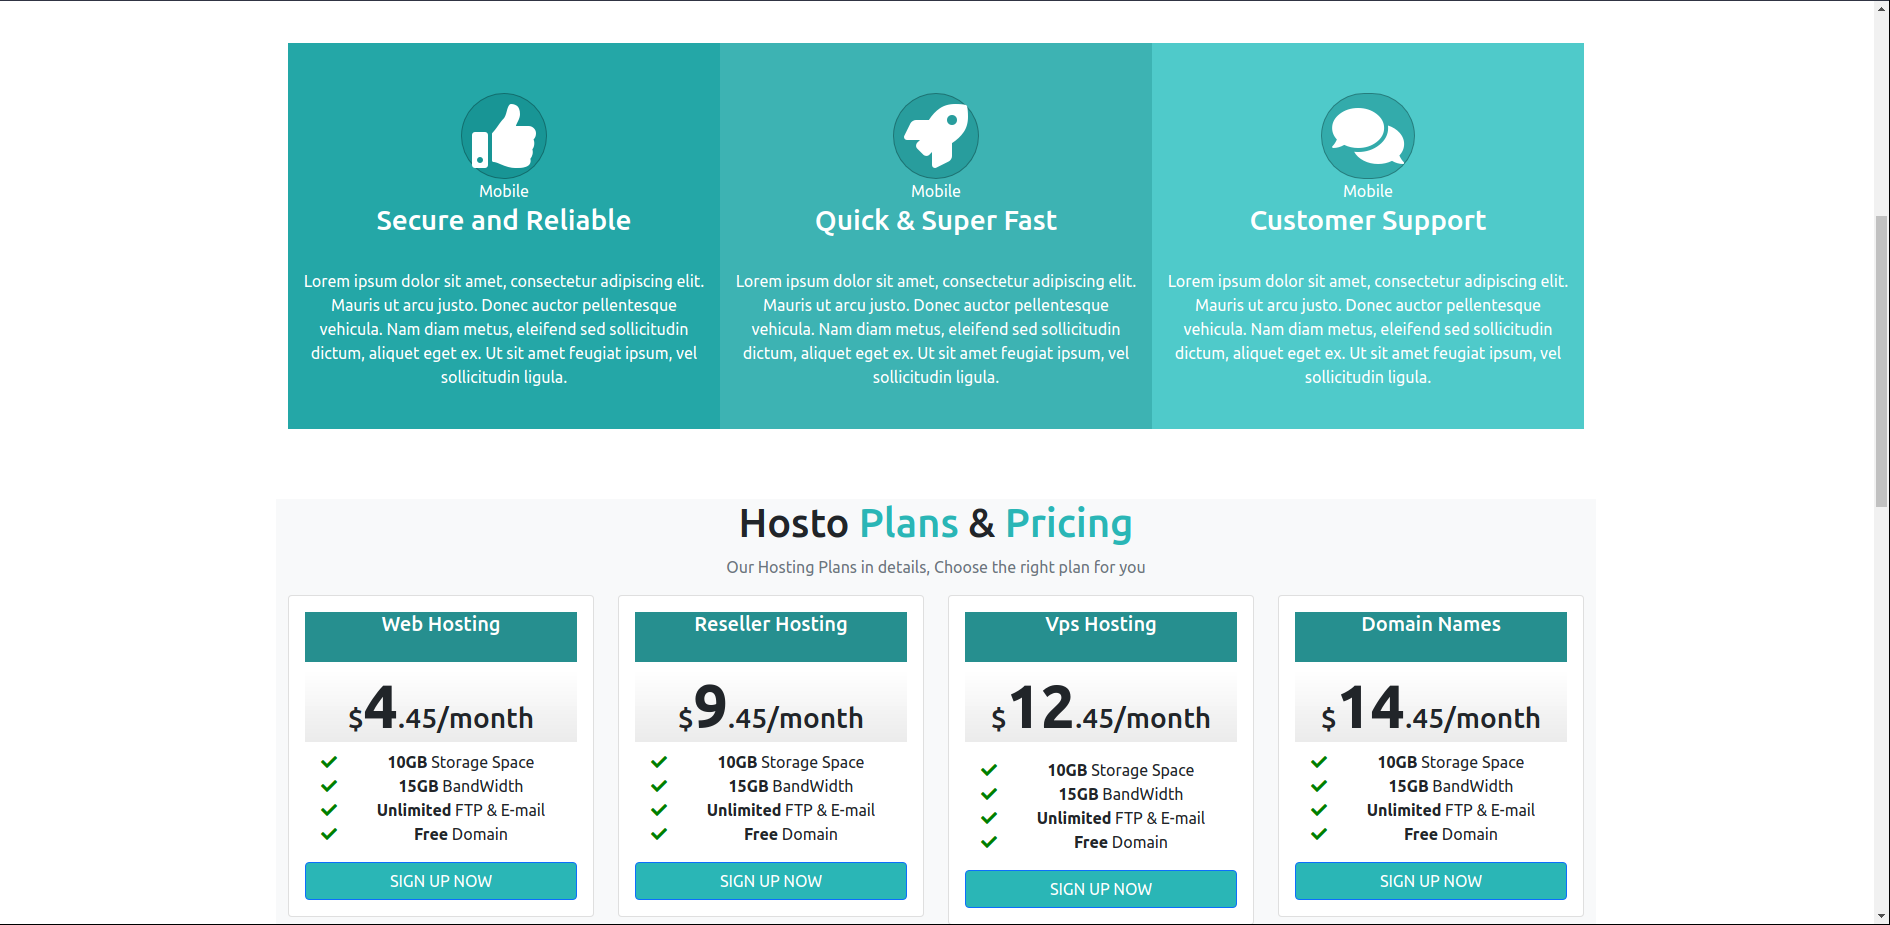 Mobile
Secure and Reliable
Lorem ipsum dolor sit amet, consectetur adipiscing elit.
Mauris ut arcu justo. Donec auctor pellentesque
vehicula. Nam diam metus, eleifend sed sollicitudin
dictum, aliquet eget ex. Ut sit amet feugiat ipsum, vel
sollicitudin ligula.
Mobile
Quick & Super Fast
Lorem ipsum dolor sit amet, consectetur adipiscing elit.
Mauris ut arcu justo. Donec auctor pellentesque
vehicula. Nam diam metus, eleifend sed sollicitudin
dictum, aliquet eget ex. Ut sit amet feugiat ipsum, vel
sollicitudin ligula.
Mobile
Customer Support
Lorem ipsum dolor sit amet, consectetur adipiscing elit.
Mauris ut arcu justo. Donec auctor pellentesque
vehicula. Nam diam metus, eleifend sed sollicitudin
dictum, aliquet eget ex. Ut sit amet feugiat ipsum, vel
sollicitudin ligula.
Hosto Plans & Pricing
Our Hosting Plans in details, Choose the right plan for you
Web Hosting
$4.45/month
10GB Storage Space
15GB BandWidth
Unlimited FTP & E-mail
Free Domain
SIGN UP NOW
Reseller Hosting
$9.45/month
10GB Storage Space
15GB BandWidth
Unlimited FTP & E-mail
Free Domain
SIGN UP NOW
Vps Hosting
$12.45/month
10GB Storage Space
15GB BandWidth
Unlimited FTP & E-mail
Free Domain
SIGN UP NOW
Domain Names
$14.45/month
10GB Storage Space
15GB BandWidth
Unlimited FTP & E-mail
Free Domain
SIGN UP NOW